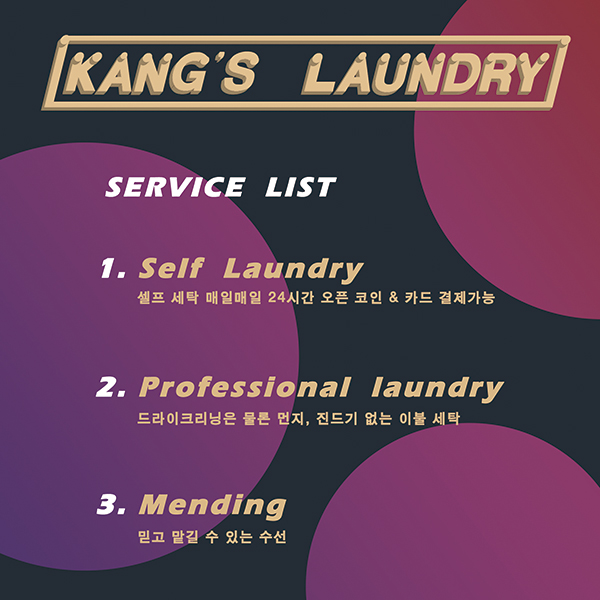 KANG'S LAUNDRY
SERVICE LIST
1. Self Laundry
셀프 세탁 매일매일 24시간 오픈 코인 & 카드 결제가능
2. Professional laundry
드라이크리닝은 물론 먼지, 진드기 없는 이불 세탁
3. Mending
믿고 맡길 수 있는 수선